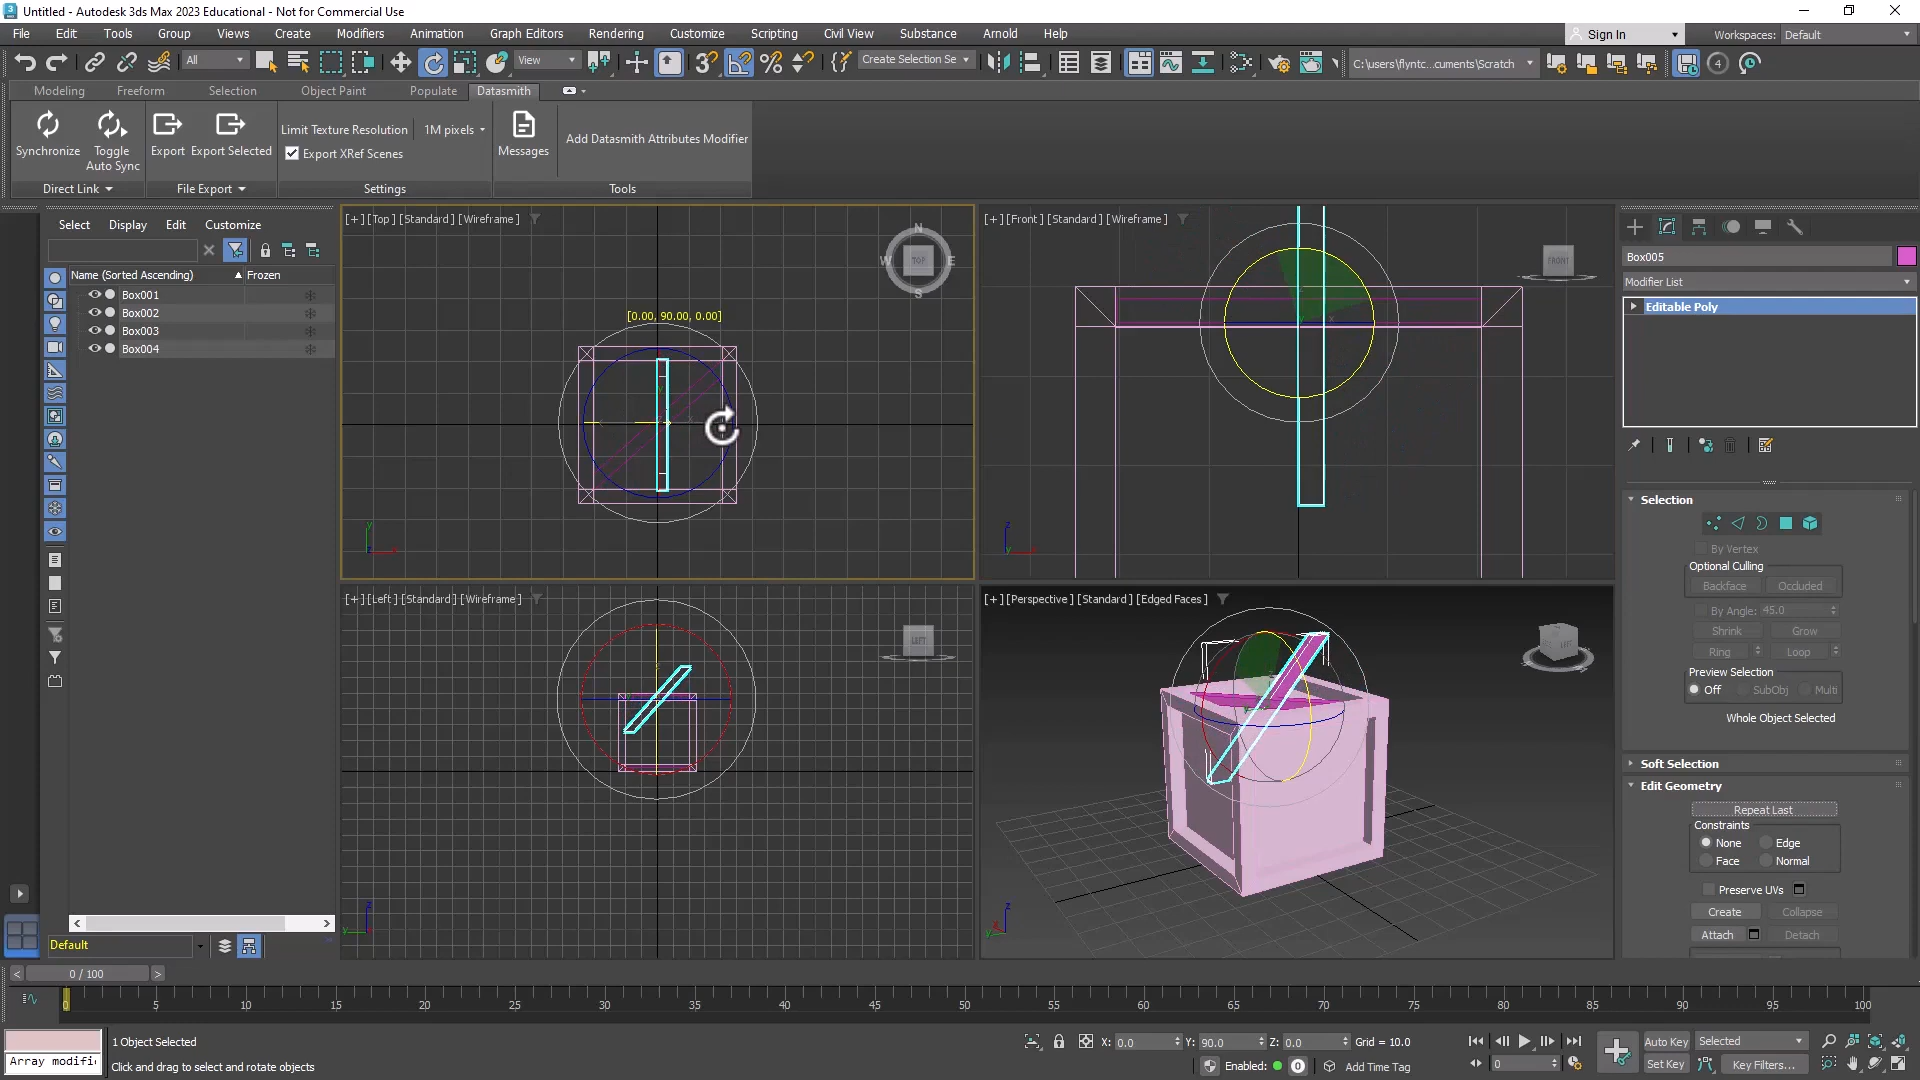 Untitled - Autodesk 3ds Max 2023 Educational - Not for Commercial Use
File Edit Tools Group Views Create Modifiers Animation Graph Editors Rendering Customize Scripting Civil View Substance Arnold Help
Sign In Workspaces: Default
All View Create Selection Se C:\users\flyntc...cuments\Scratch 4
Modeling Freeform Selection Object Paint Populate Datasmith
Synchronize Toggle Auto Sync Export Export Selected
Limit Texture Resolution 1M pixels
Export XRef Scenes
Messages Add Datasmith Attributes Modifier
Direct Link File Export Settings Tools
Select Display Edit Customize
Name (Sorted Ascending) Frozen
Box001
Box002
Box003
Box004
Default
[+] [Top] [Standard] [Wireframe]
TOP
N
W E
S
[0.00, 90.00, 0.00]
[+] [Front] [Standard] [Wireframe]
FRONT
[+] [Left] [Standard] [Wireframe]
LEFT
[+] [Perspective] [Standard] [Edged Faces]
Box005
Modifier List
Editable Poly
Selection
By Vertex
Optional Culling
Backface Occluded
By Angle: 45.0
Shrink Grow
Ring Loop
Preview Selection
Off SubObj Multi
Whole Object Selected
Soft Selection
Edit Geometry
Repeat Last
Constraints
None Edge
Face Normal
Preserve UVs
Create Collapse
Attach Detach
0 / 100
0 5 10 15 20 25 30 35 40 45 50 55 60 65 70 75 80 85 90 95 100
1 Object Selected
Array modifi
Click and drag to select and rotate objects
X: 0.0 Y: 90.0 Z: 0.0 Grid = 10.0
Enabled: 0 Add Time Tag
0
Auto Key Selected
Set Key Key Filters...